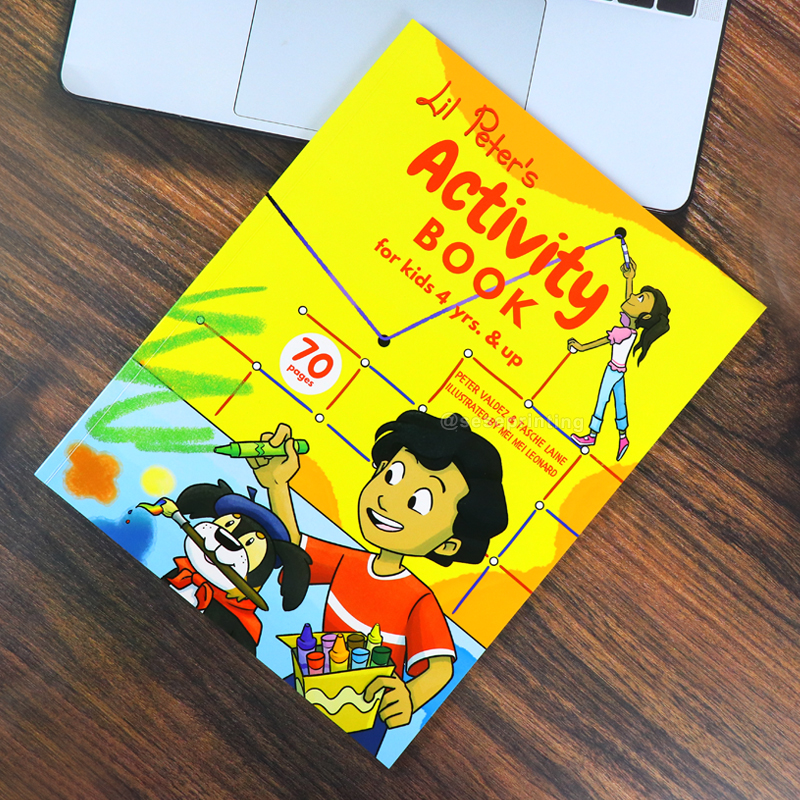 Lil Peter's
Activity
BOOK
for kids 4 yrs. & up
70
pages
PETER VALDEZ & TASCHE LAINE
ILLUSTRATED BY MEI MEI LEONARD